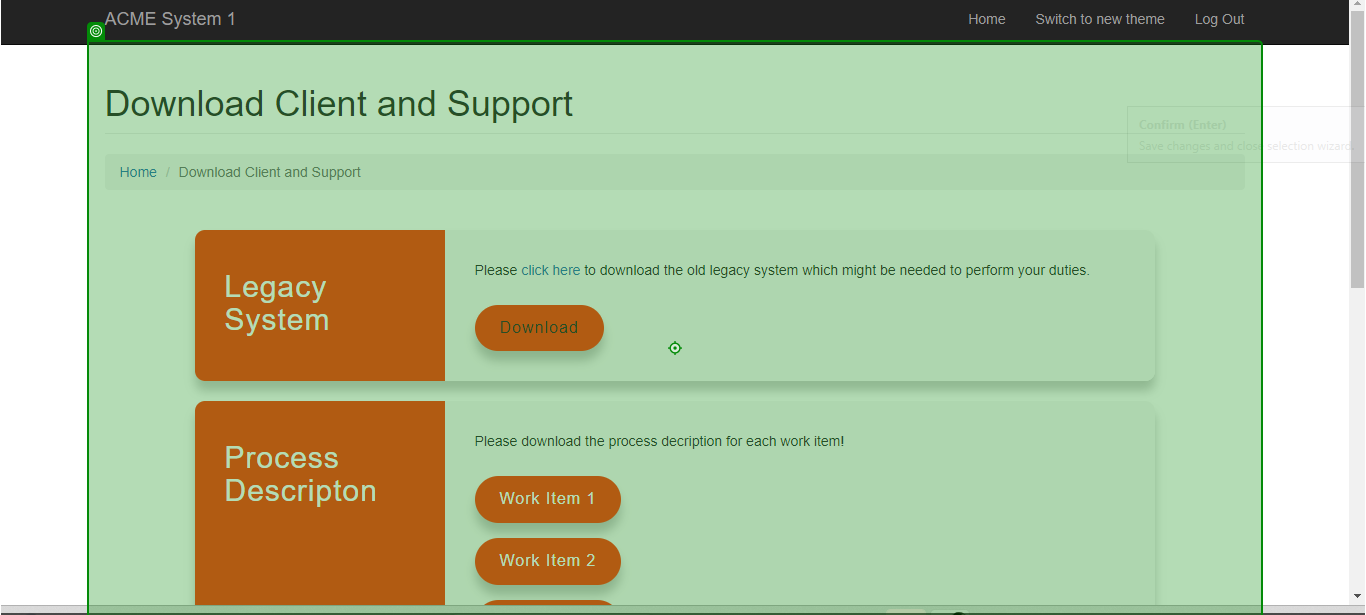 ACME System 1
Home
Switch to new theme
Log Out
Download Client and Support
Confirm (Enter)
Save changes and close selection wizard.
Home / Download Client and Support
Legacy
System
Please click here to download the old legacy system which might be needed to perform your duties.
Download
Process
Descripton
Please download the process decription for each work item!
Work Item 1
Work Item 2